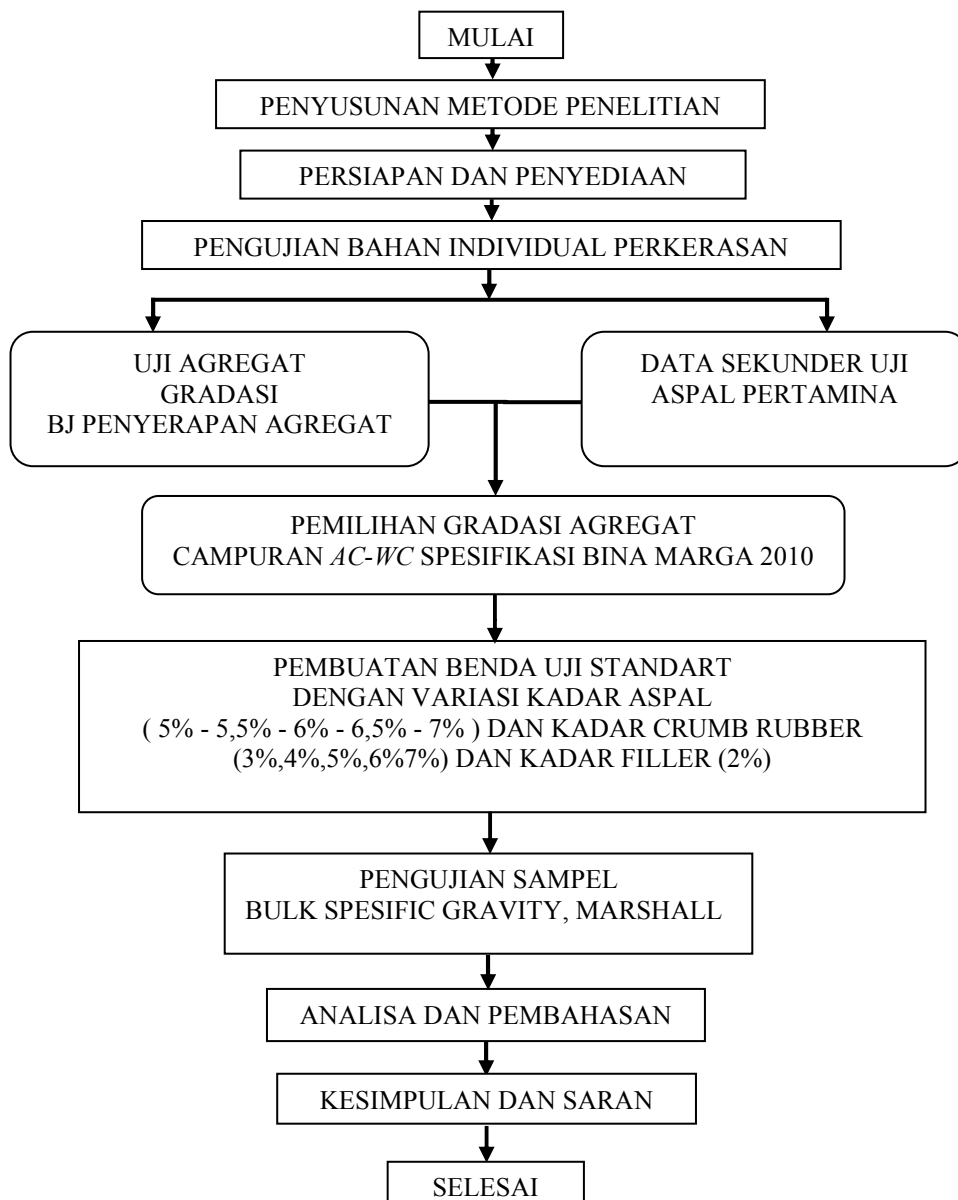 MULAI
PENYUSUNAN METODE PENELITIAN
PERSIAPAN DAN PENYEDIAAN
PENGUJIAN BAHAN INDIVIDUAL PERKERASAN
UJI AGREGAT
GRADASI
BJ PENYERAPAN AGREGAT
DATA SEKUNDER UJI
ASPAL PERTAMINA
PEMILIHAN GRADASI AGREGAT
CAMPURAN AC-WC SPESIFIKASI BINA MARGA 2010
PEMBUATAN BENDA UJI STANDART
DENGAN VARIASI KADAR ASPAL
( 5% - 5,5% - 6% - 6,5% - 7% ) DAN KADAR CRUMB RUBBER
(3%,4%,5%,6%7%) DAN KADAR FILLER (2%)
PENGUJIAN SAMPEL
BULK SPESIFIC GRAVITY, MARSHALL
ANALISA DAN PEMBAHASAN
KESIMPULAN DAN SARAN
SELESAI